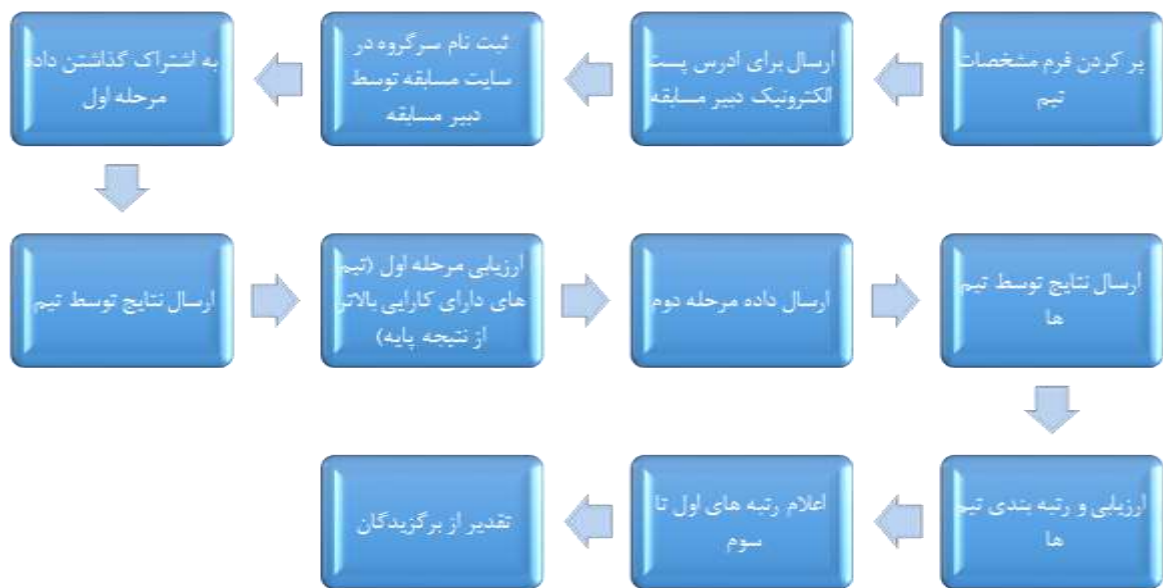 پر کردن فرم مشخصات
تیم
ارسال برای ادرس پست
الکترونیک دبیر مسابقه
ثبت نام سرگروه در
سایت مسابقه توسط
دبیر مسابقه
به اشتراک گذاشتن داده
مرحله اول
ارسال نتایج توسط تیم
ارزیابی مرحله اول (تیم
های دارای کارایی بالاتر
از نتیجه پایه)
ارسال داده مرحله دوم
ارسال نتایج توسط تیم
ها
ارزیابی و رتبه بندی تیم
ها
اعلام رتبه های اول تا
سوم
تقدیر از برگزیدگان